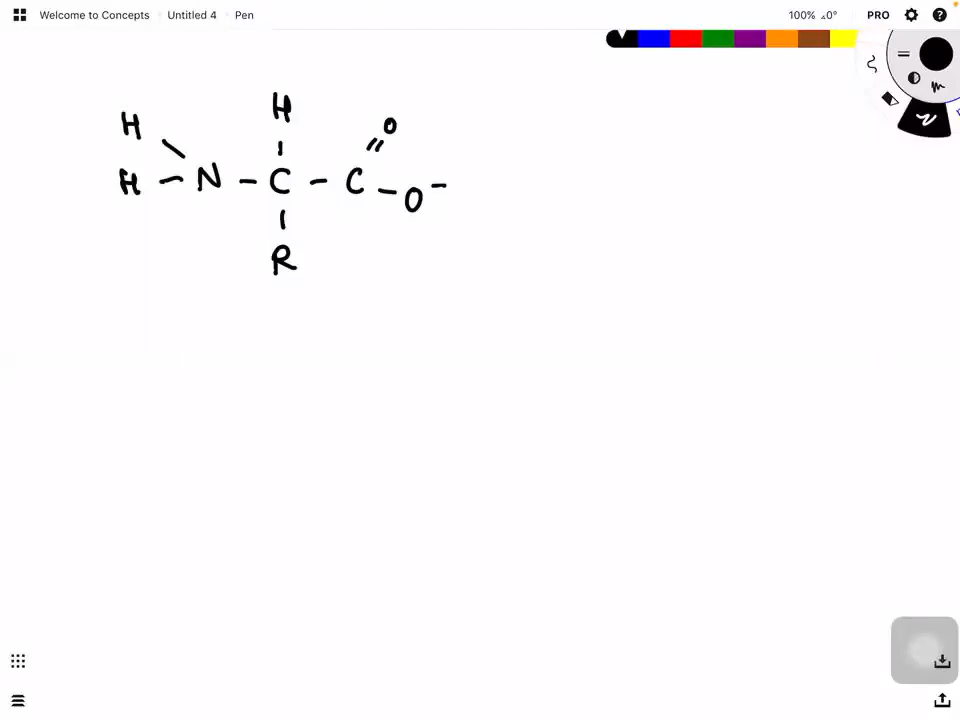 Welcome to Concepts Untitled 4 Pen
100% 0° PRO
H
H
O
H - N - C - C - O -
R